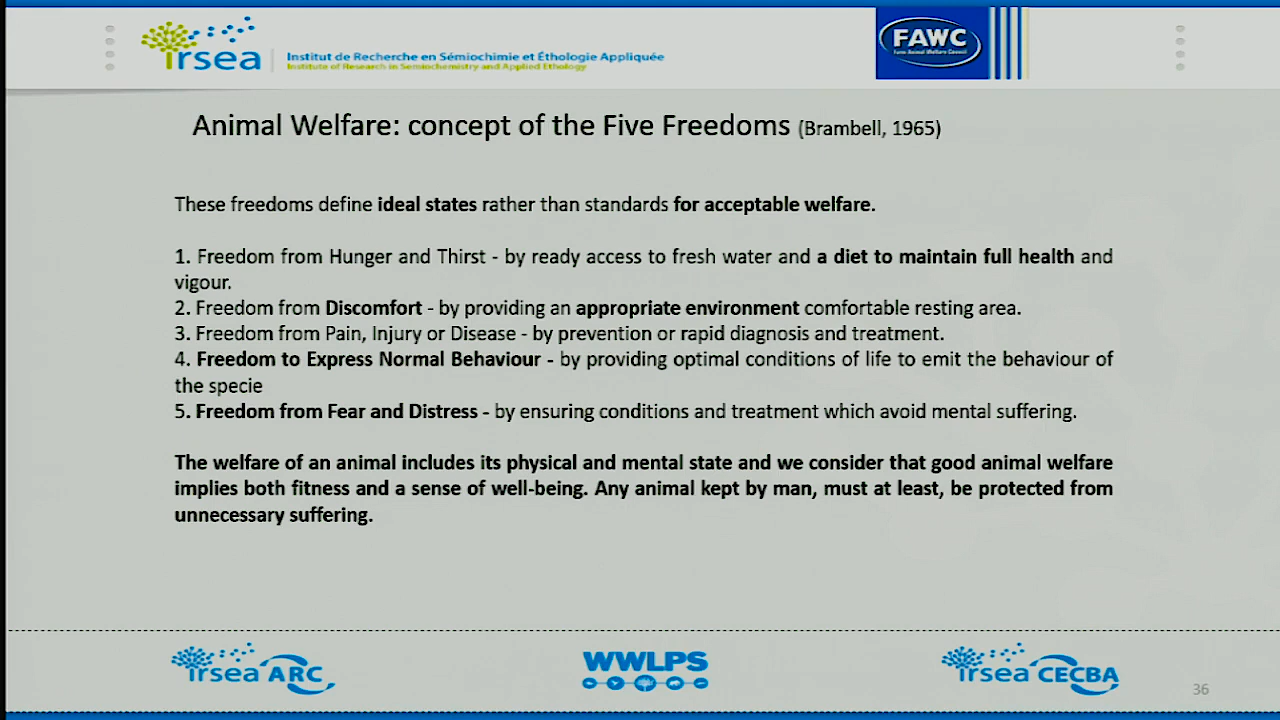 irsea
Institut de Recherche en Sémiochimie et Éthologie Appliquée
Institute of Research in Semiochemistry and Applied Ethology
FAWC
Farm Animal Welfare Council
Animal Welfare: concept of the Five Freedoms (Brambell, 1965)
These freedoms define ideal states rather than standards for acceptable welfare.
1. Freedom from Hunger and Thirst - by ready access to fresh water and a diet to maintain full health and
vigour.
2. Freedom from Discomfort - by providing an appropriate environment comfortable resting area.
3. Freedom from Pain, Injury or Disease - by prevention or rapid diagnosis and treatment.
4. Freedom to Express Normal Behaviour - by providing optimal conditions of life to emit the behaviour of
the specie
5. Freedom from Fear and Distress - by ensuring conditions and treatment which avoid mental suffering.
The welfare of an animal includes its physical and mental state and we consider that good animal welfare
implies both fitness and a sense of well-being. Any animal kept by man, must at least, be protected from
unnecessary suffering.
irsea ARC
WWLPS
irsea CECBA
36